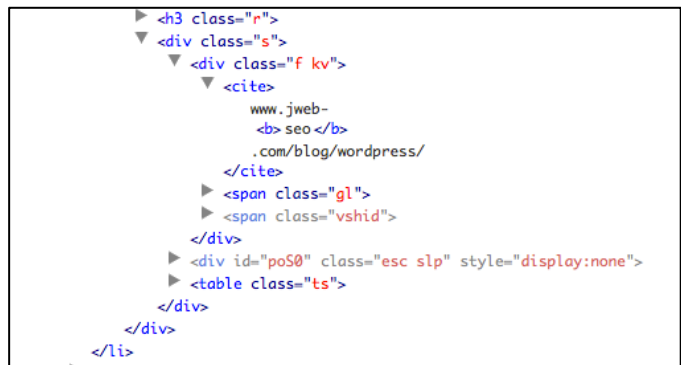 <h3 class="r">
<div class="s">
<div class="f kv">
<cite>
www.jweb-
<b> seo </b>
.com/blog/wordpress/
</cite>
<span class="gl">
<span class="vshid">
</div>
<div id="poS0" class="esc slp" style="display:none">
<table class="ts">
</div>
</div>
</li>